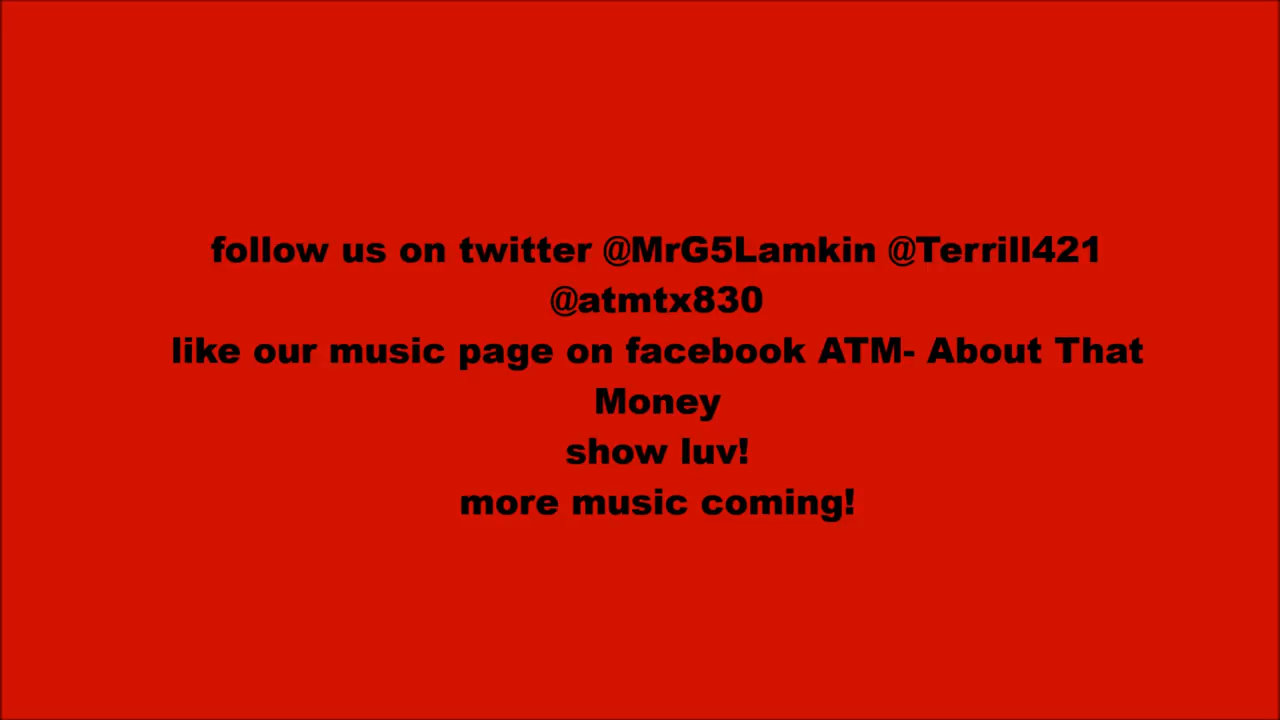 follow us on twitter @MrG5Lamkin @Terrill421
@atmtx830
like our music page on facebook ATM- About That
Money
show luv!
more music coming!